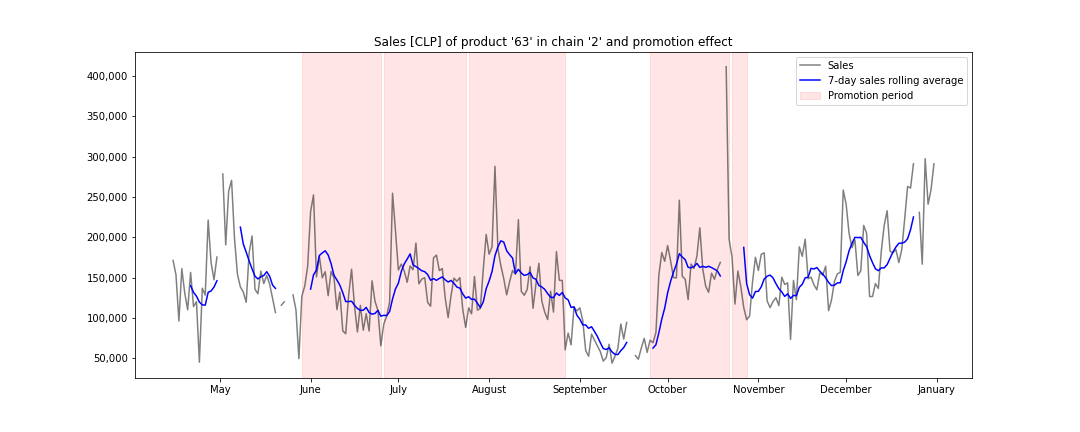 Sales [CLP] of product '63' in chain '2' and promotion effect
400,000
350,000
300,000
250,000
200,000
150,000
100,000
50,000
Sales
7-day sales rolling average
Promotion period
May
June
July
August
September
October
November
December
January